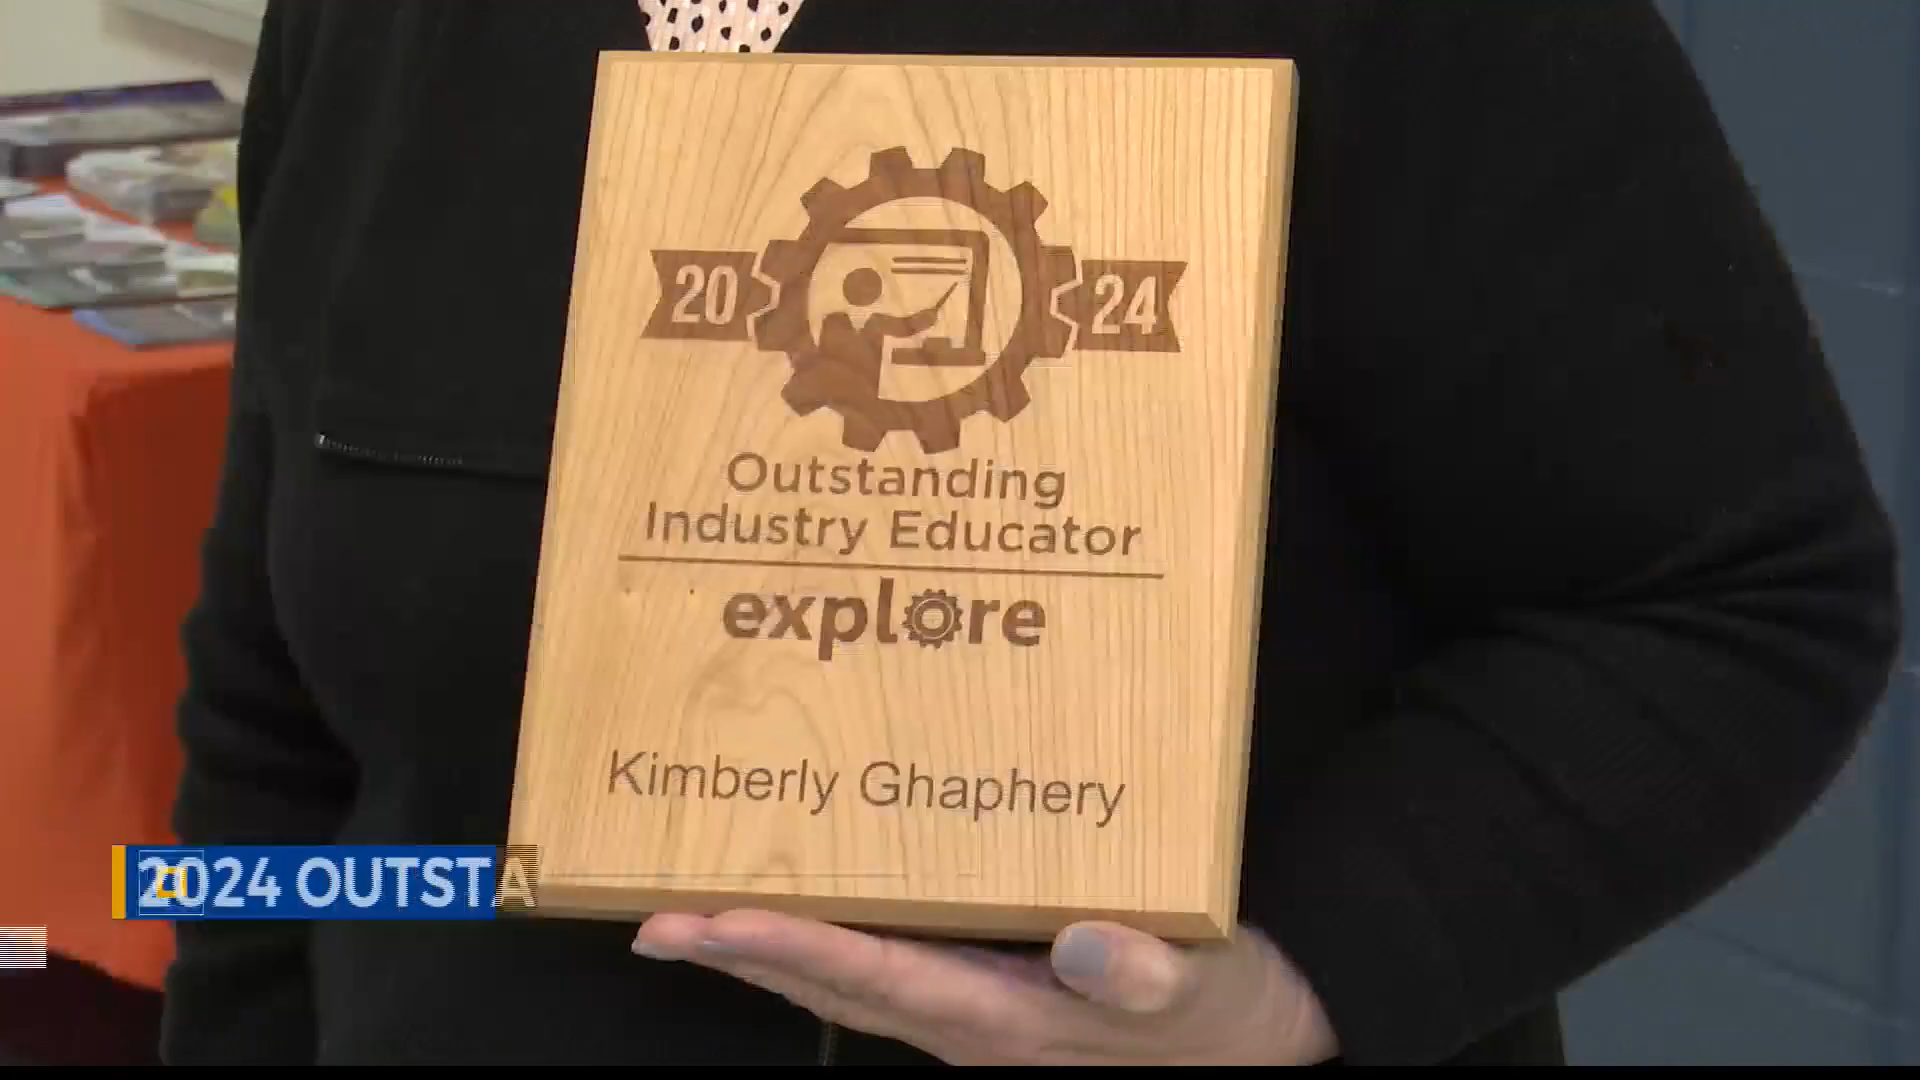 20 24
Outstanding
Industry Educator
explore
Kimberly Ghaphery
2024 OUTSTA